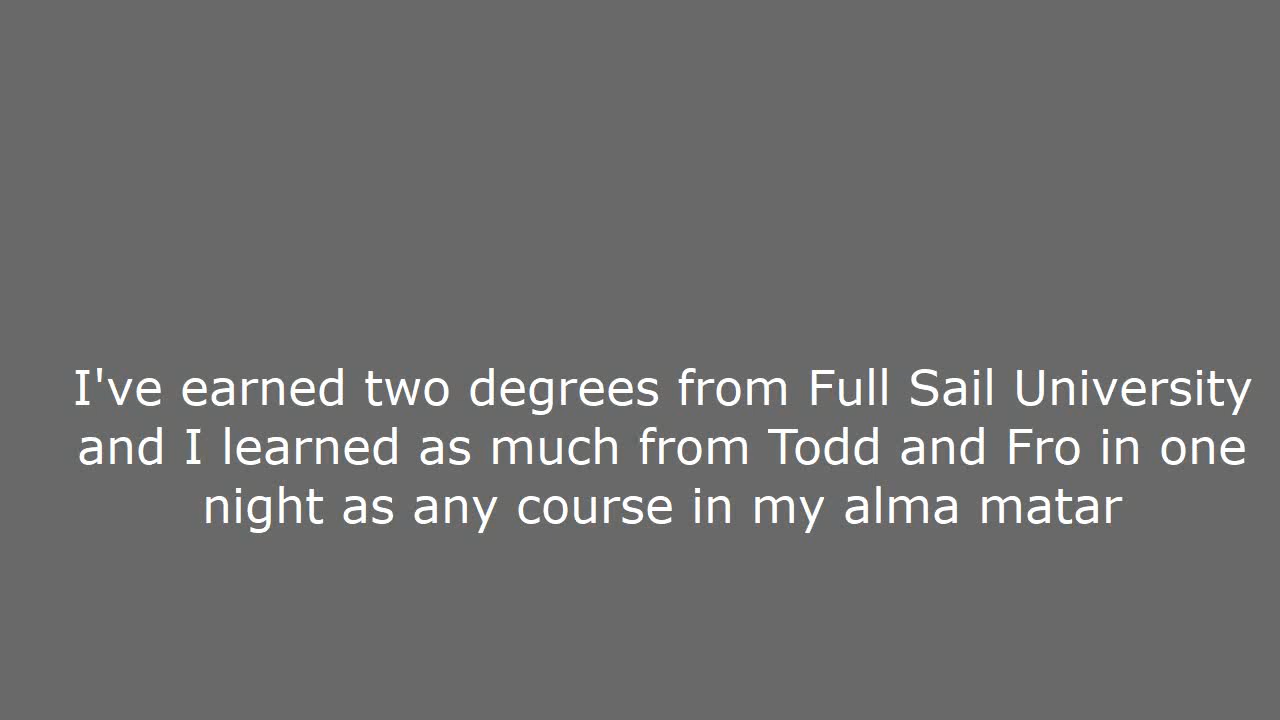 I've earned two degrees from Full Sail University
and I learned as much from Todd and Fro in one
night as any course in my alma matar